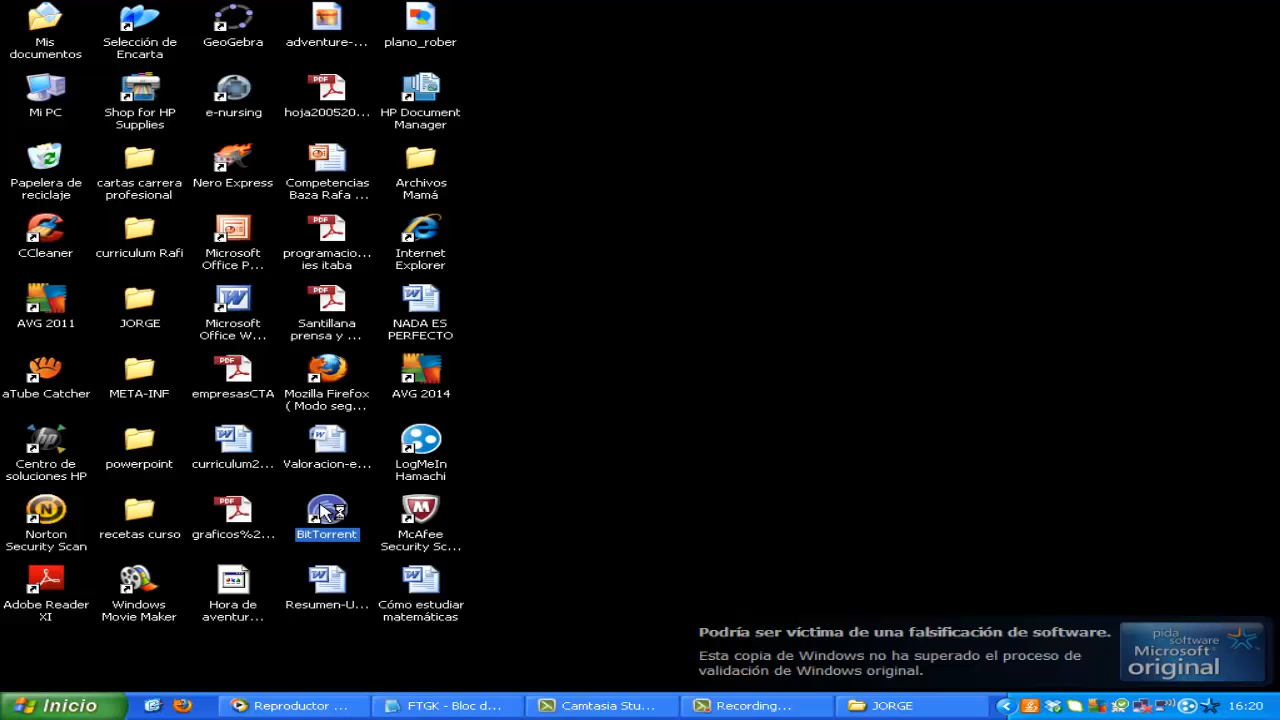 Mis
documentos
Selección de
Encarta
GeoGebra
adventure-...
plano_rober
Mi PC
Shop for HP
Supplies
e-nursing
PDF
hoja200520...
HP Document
Manager
Papelera de
reciclaje
cartas carrera
profesional
Nero Express
Competencias
Baza Rafa ...
Archivos
Mamá
CCleaner
curriculum Rafi
Microsoft
Office P...
PDF
programacio...
ies itaba
Internet
Explorer
AVG 2011
JORGE
Microsoft
Office W...
PDF
Santillana
prensa y ...
NADA ES
PERFECTO
aTube Catcher
META-INF
PDF
empresasCTA
Mozilla Firefox
( Modo seg...
AVG 2014
hp
Centro de
soluciones HP
powerpoint
curriculum2...
Valoracion-e...
LogMeIn
Hamachi
Norton
Security Scan
recetas curso
PDF
graficos%2...
BitTorrent
McAfee
Security Sc...
Adobe Reader
XI
Windows
Movie Maker
Hora de
aventur...
Resumen-U...
Cómo estudiar
matemáticas
Podría ser víctima de una falsificación de software.
Esta copia de Windows no ha superado el proceso de
validación de Windows original.
pida
software
Microsoft®
original
Inicio
Reproductor ...
FTGK - Bloc d...
Camtasia Stu...
Recording...
JORGE
16:20